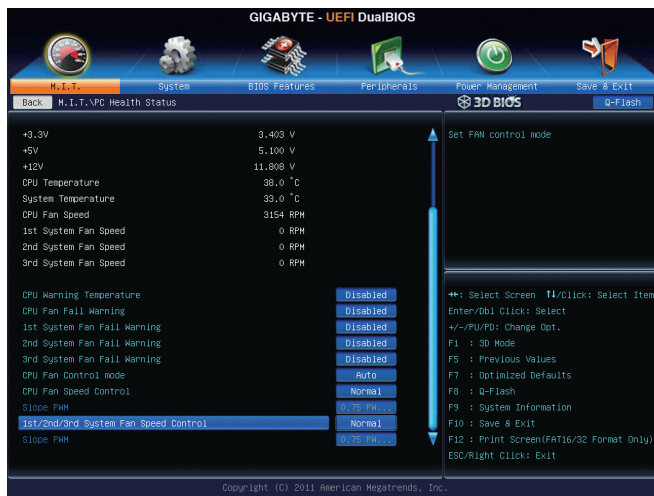 GIGABYTE - UEFI DualBIOS
M.I.T. System BIOS Features Peripherals Power Management Save & Exit
Back M.I.T.\PC Health Status 3D BIOS Q-Flash
+3.3V 3.403 V
+5V 5.100 V
+12V 11.808 V
CPU Temperature 38.0 °C
System Temperature 33.0 °C
CPU Fan Speed 3154 RPM
1st System Fan Speed 0 RPM
2nd System Fan Speed 0 RPM
3rd System Fan Speed 0 RPM
CPU Warning Temperature Disabled
CPU Fan Fail Warning Disabled
1st System Fan Fail Warning Disabled
2nd System Fan Fail Warning Disabled
3rd System Fan Fail Warning Disabled
CPU Fan Control mode Auto
CPU Fan Speed Control Normal
Slope PWM 0.75 PW...
1st/2nd/3rd System Fan Speed Control Normal
Slope PWM 0.75 PW...
Set FAN control mode
→←: Select Screen ↑↓/Click: Select Item
Enter/Dbl Click: Select
+/-/PU/PD: Change Opt.
F1 : 3D Mode
F5 : Previous Values
F7 : Optimized Defaults
F8 : Q-Flash
F9 : System Information
F10 : Save & Exit
F12 : Print Screen(FAT16/32 Format Only)
ESC/Right Click: Exit
Copyright (C) 2011 American Megatrends, Inc.